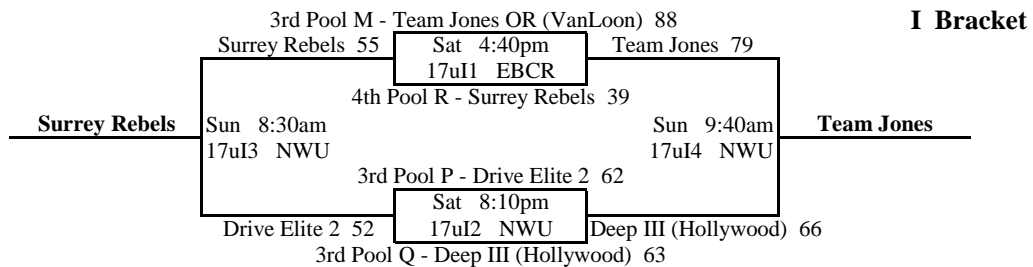 3rd Pool M - Team Jones OR (VanLoon) 88
I Bracket
Surrey Rebels 55
Sat 4:40pm
Team Jones 79
17uI1 EBCR
4th Pool R - Surrey Rebels 39
Surrey Rebels
Sun 8:30am
Sun 9:40am
Team Jones
17uI3 NWU
17uI4 NWU
3rd Pool P - Drive Elite 2 62
Sat 8:10pm
Drive Elite 2 52
17uI2 NWU
Deep III (Hollywood) 66
3rd Pool Q - Deep III (Hollywood) 63